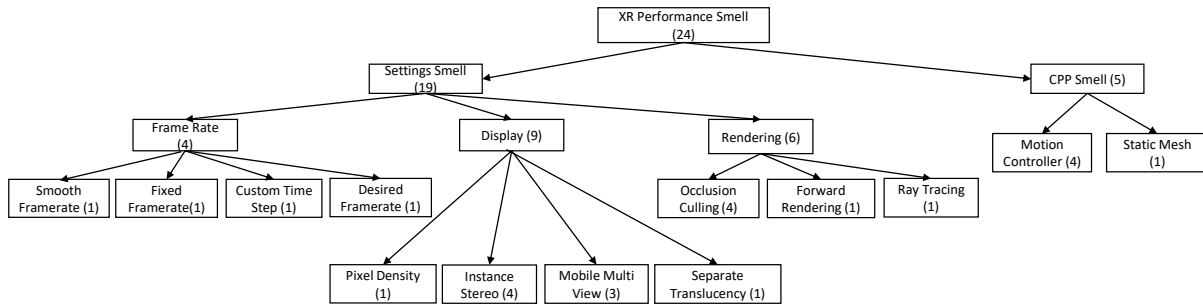 XR Performance Smell
(24)
Settings Smell
(19)
CPP Smell (5)
Frame Rate
(4)
Display (9)
Rendering (6)
Motion
Controller (4)
Static Mesh
(1)
Smooth
Framerate (1)
Fixed
Framerate(1)
Custom Time
Step (1)
Desired
Framerate (1)
Occlusion
Culling (4)
Forward
Rendering (1)
Ray Tracing
(1)
Pixel Density
(1)
Instance
Stereo (4)
Mobile Multi
View (3)
Separate
Translucency (1)